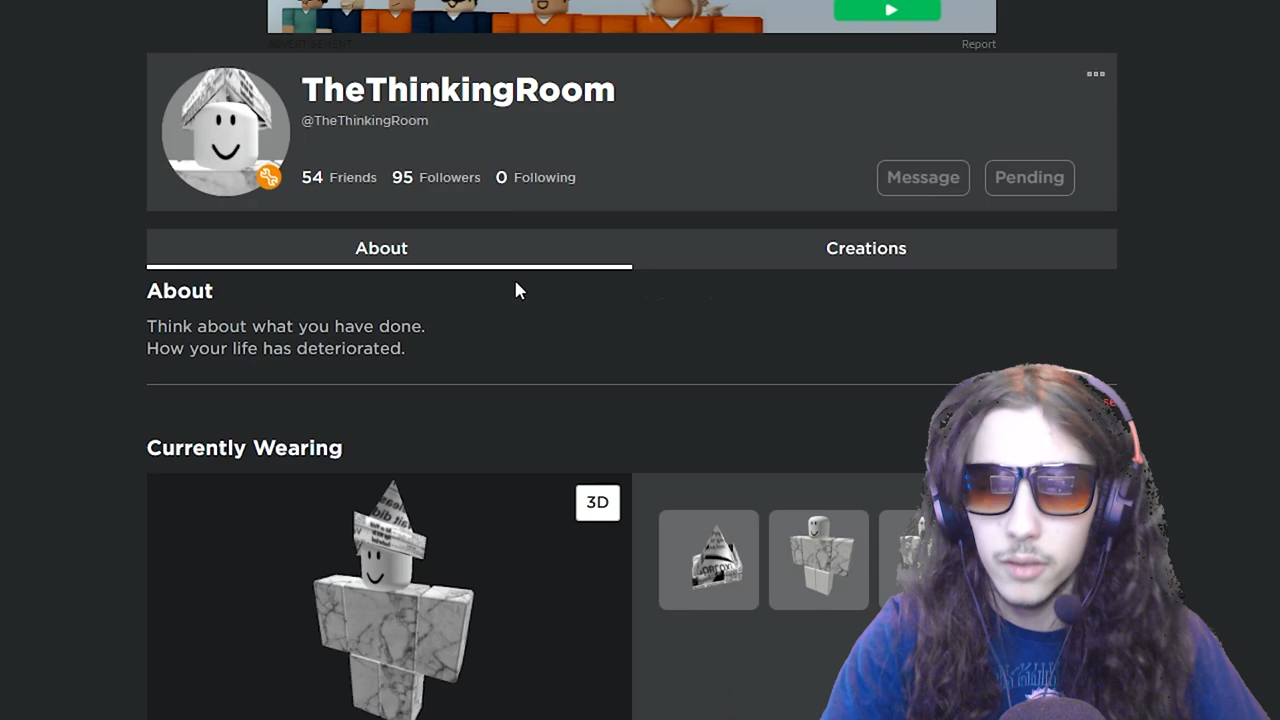 ADVERTISEMENT
Report
TheThinkingRoom
@TheThinkingRoom
54 Friends 95 Followers 0 Following
Message
Pending
About
Creations
About
Think about what you have done.
How your life has deteriorated.
Currently Wearing
3D